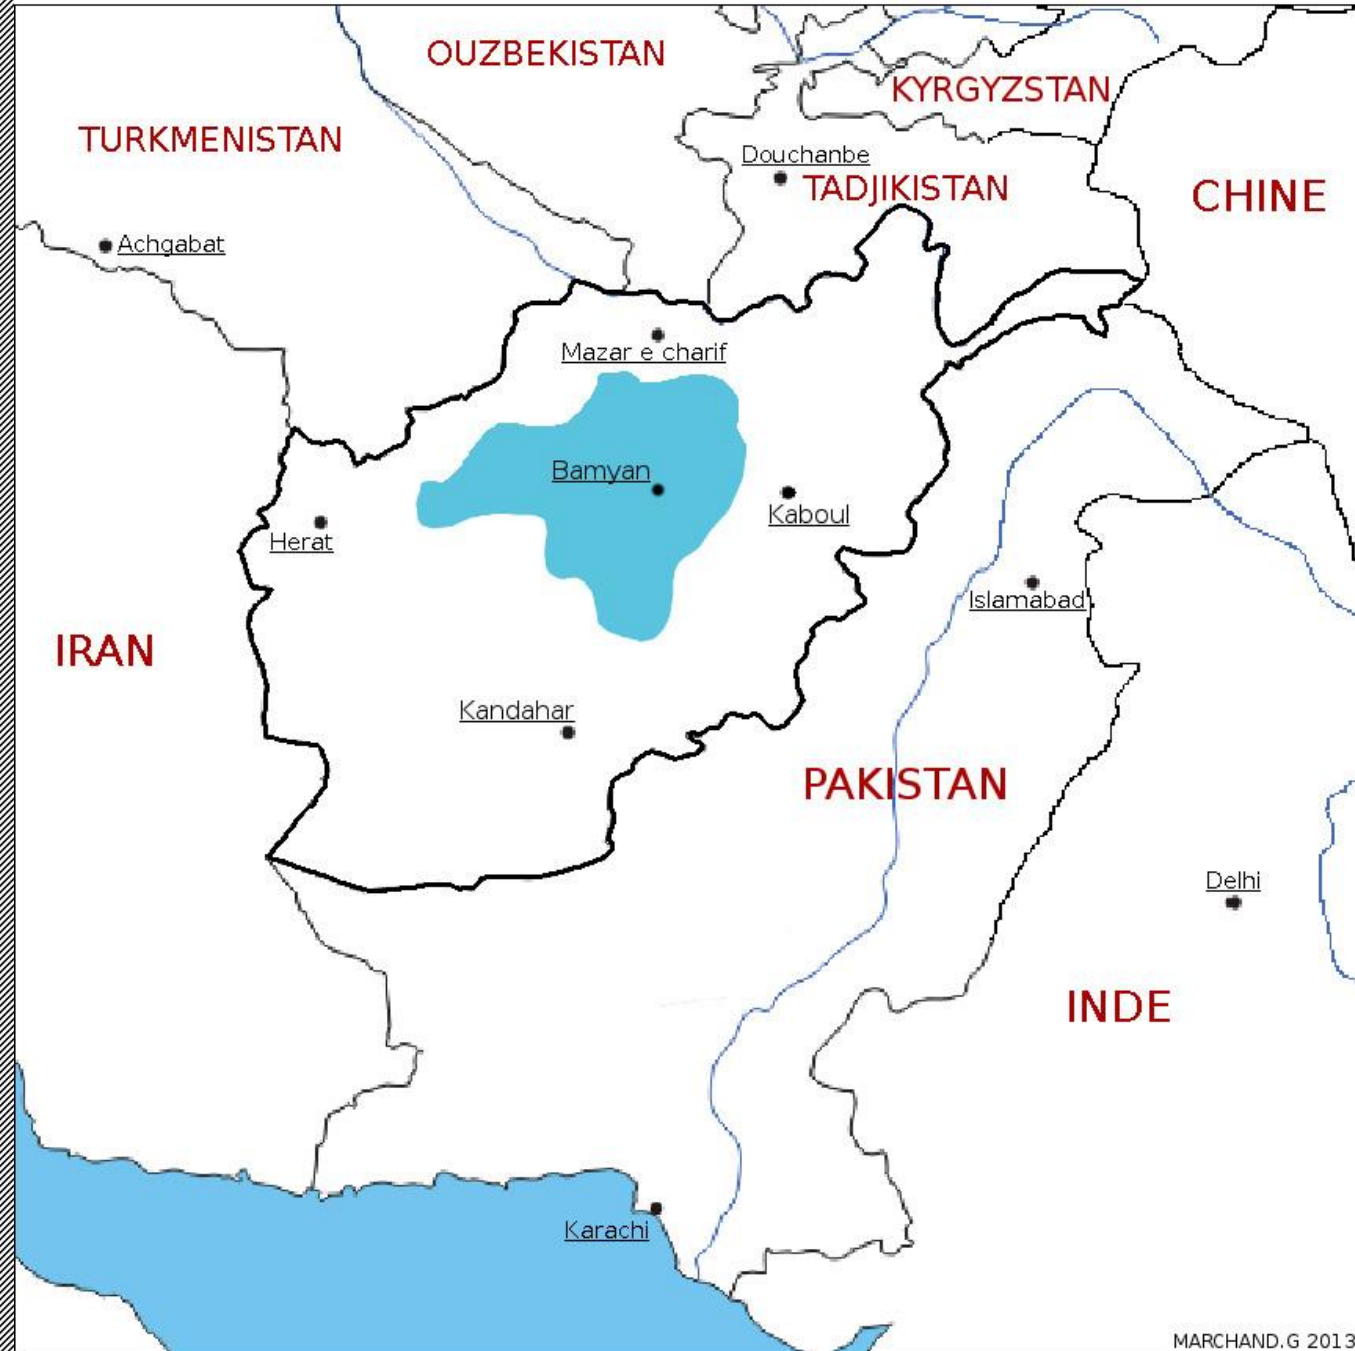 OUZBEKISTAN
KYRGYZSTAN
TURKMENISTAN
Douchanbe
TADJIKISTAN
CHINE
Achgabat
Mazar e charif
Bamyan
Kaboul
Herat
Islamabad
IRAN
Kandahar
PAKISTAN
Delhi
INDE
Karachi
MARCHAND.G 2013